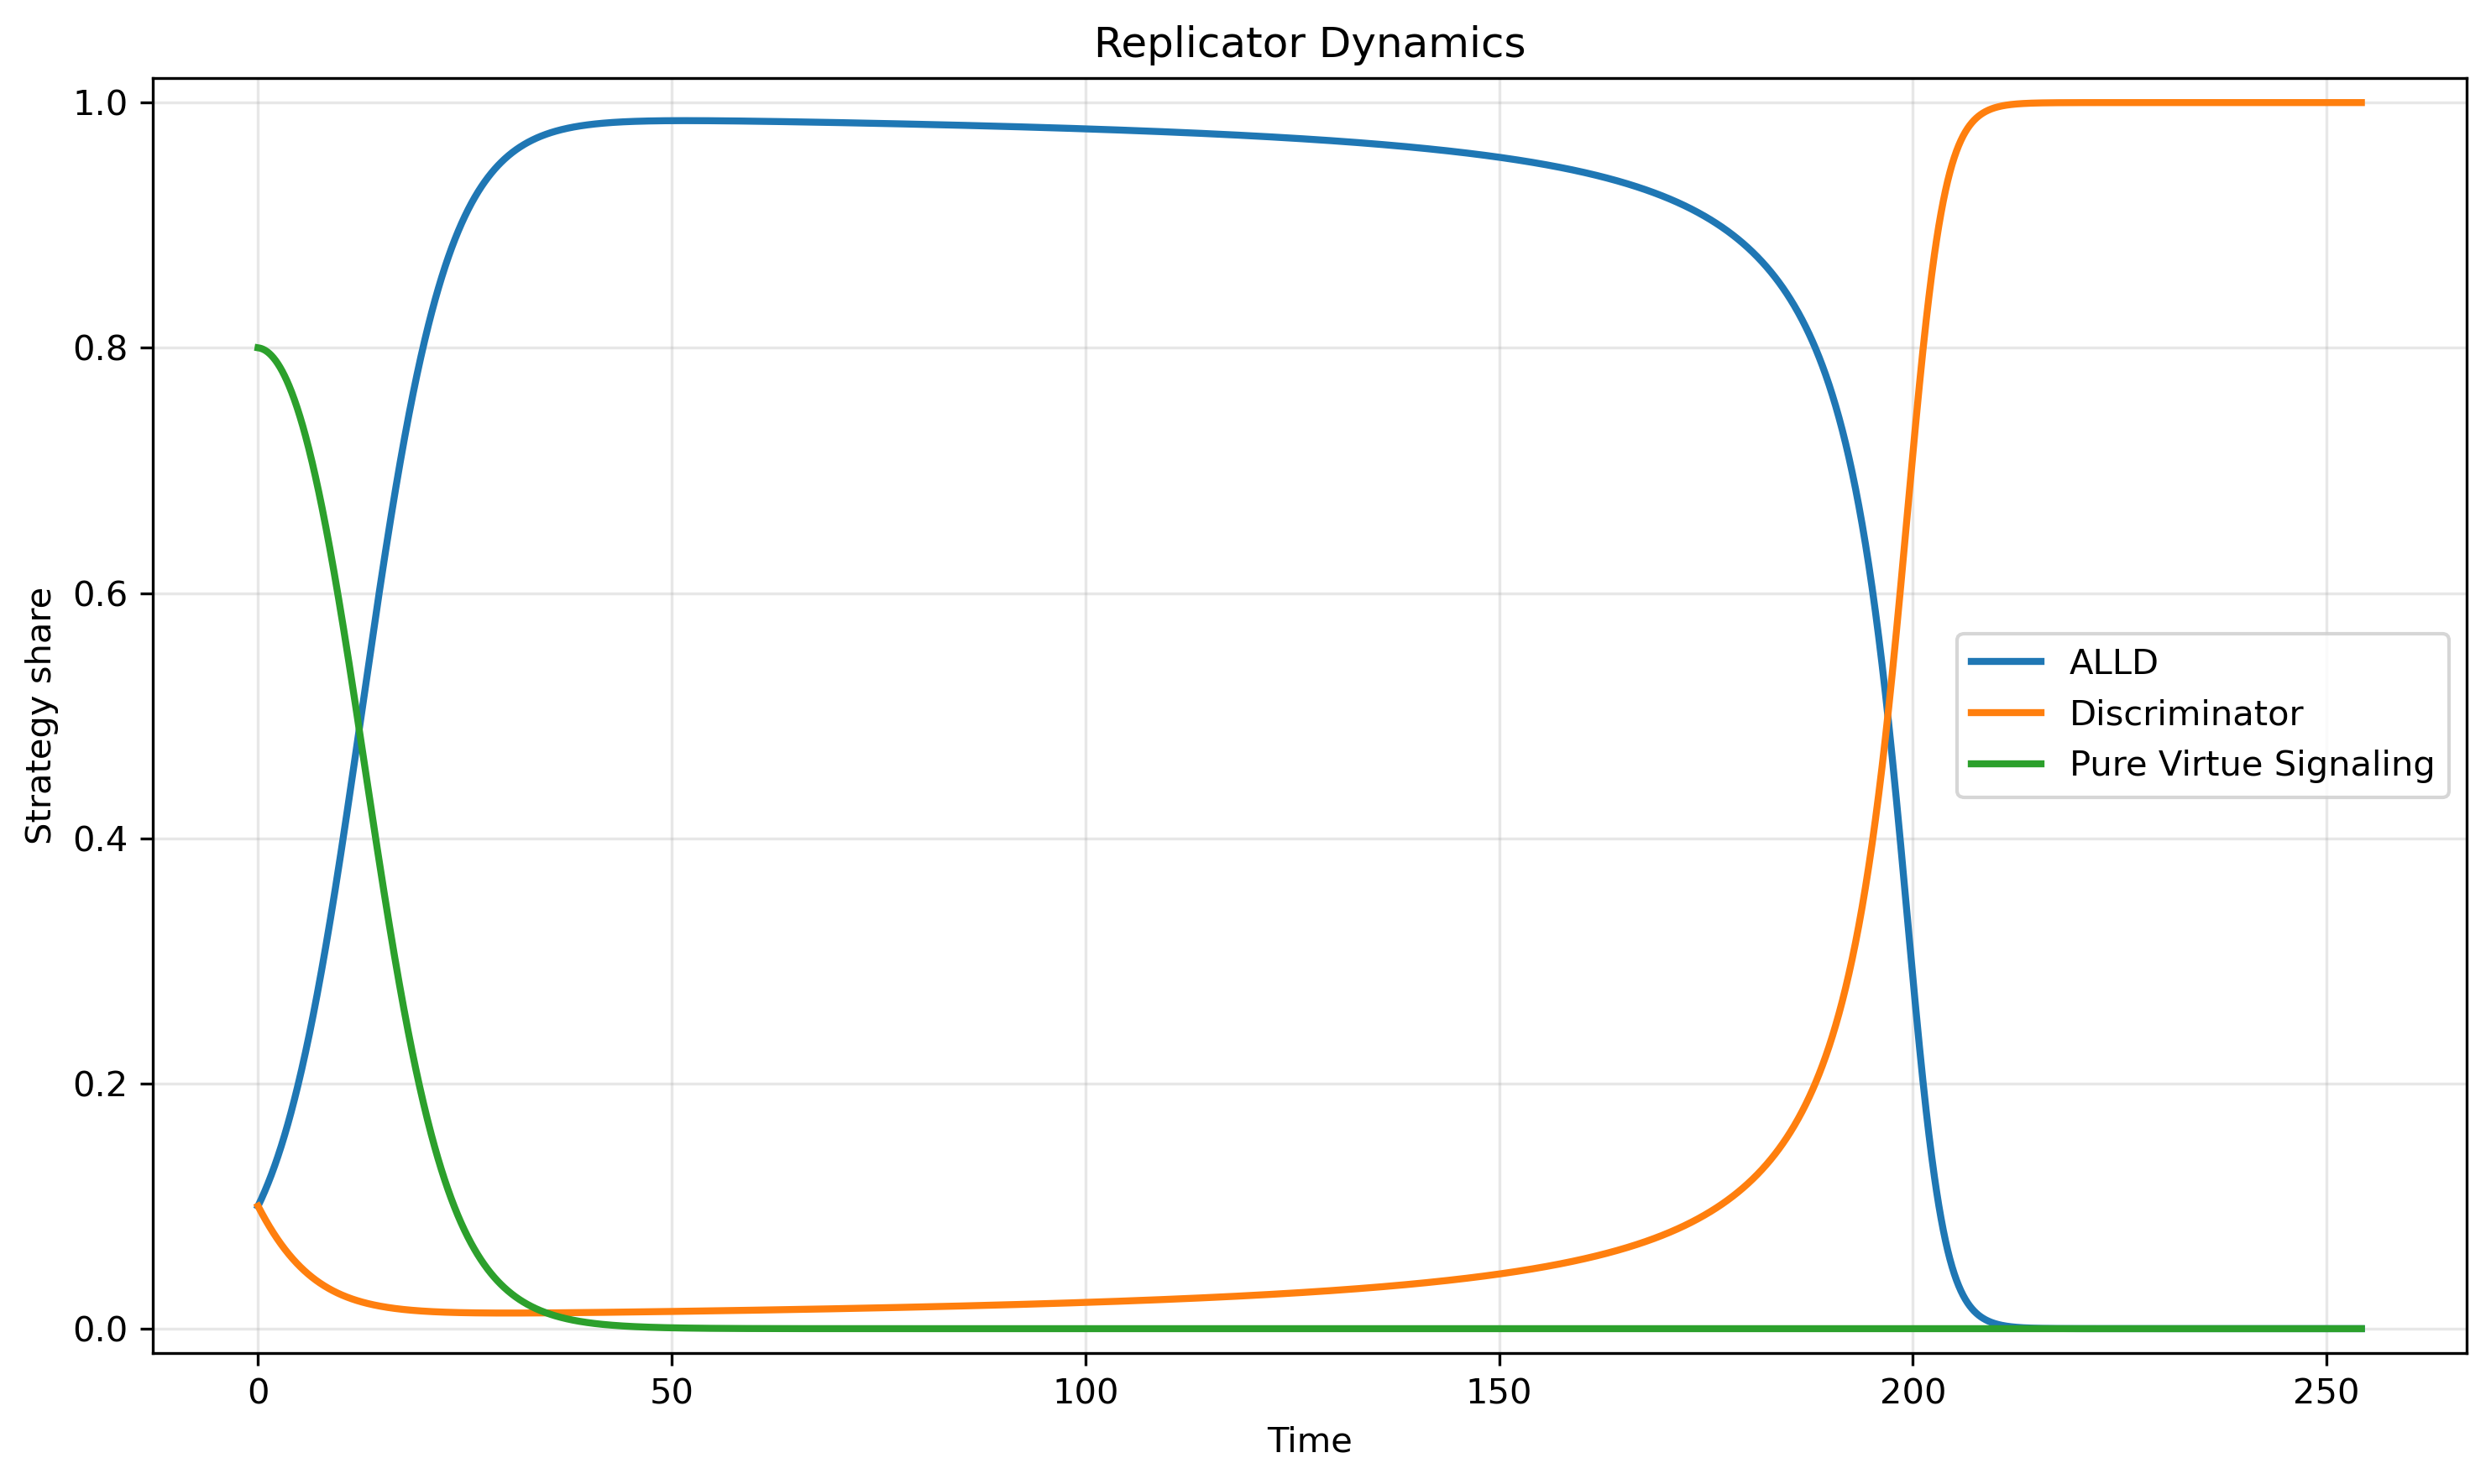 Replicator Dynamics
1.0
0.8
0.6
0.4
0.2
0.0
Strategy share
ALLD
Discriminator
Pure Virtue Signaling
0 50 100 150 200 250
Time